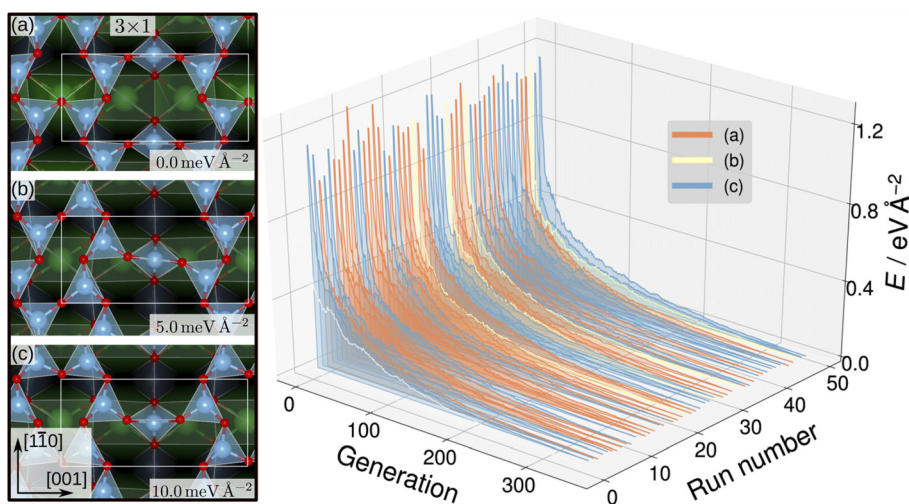 (a)
3×1
0.0 meV Å⁻²
(b)
5.0 meV Å⁻²
(c)
[11̄0]
[001]
10.0 meV Å⁻²
(a)
(b)
(c)
1.2
0.8
0.4
0.0
E / eV Å⁻²
0
100
200
300
Generation
0
10
20
30
40
50
Run number